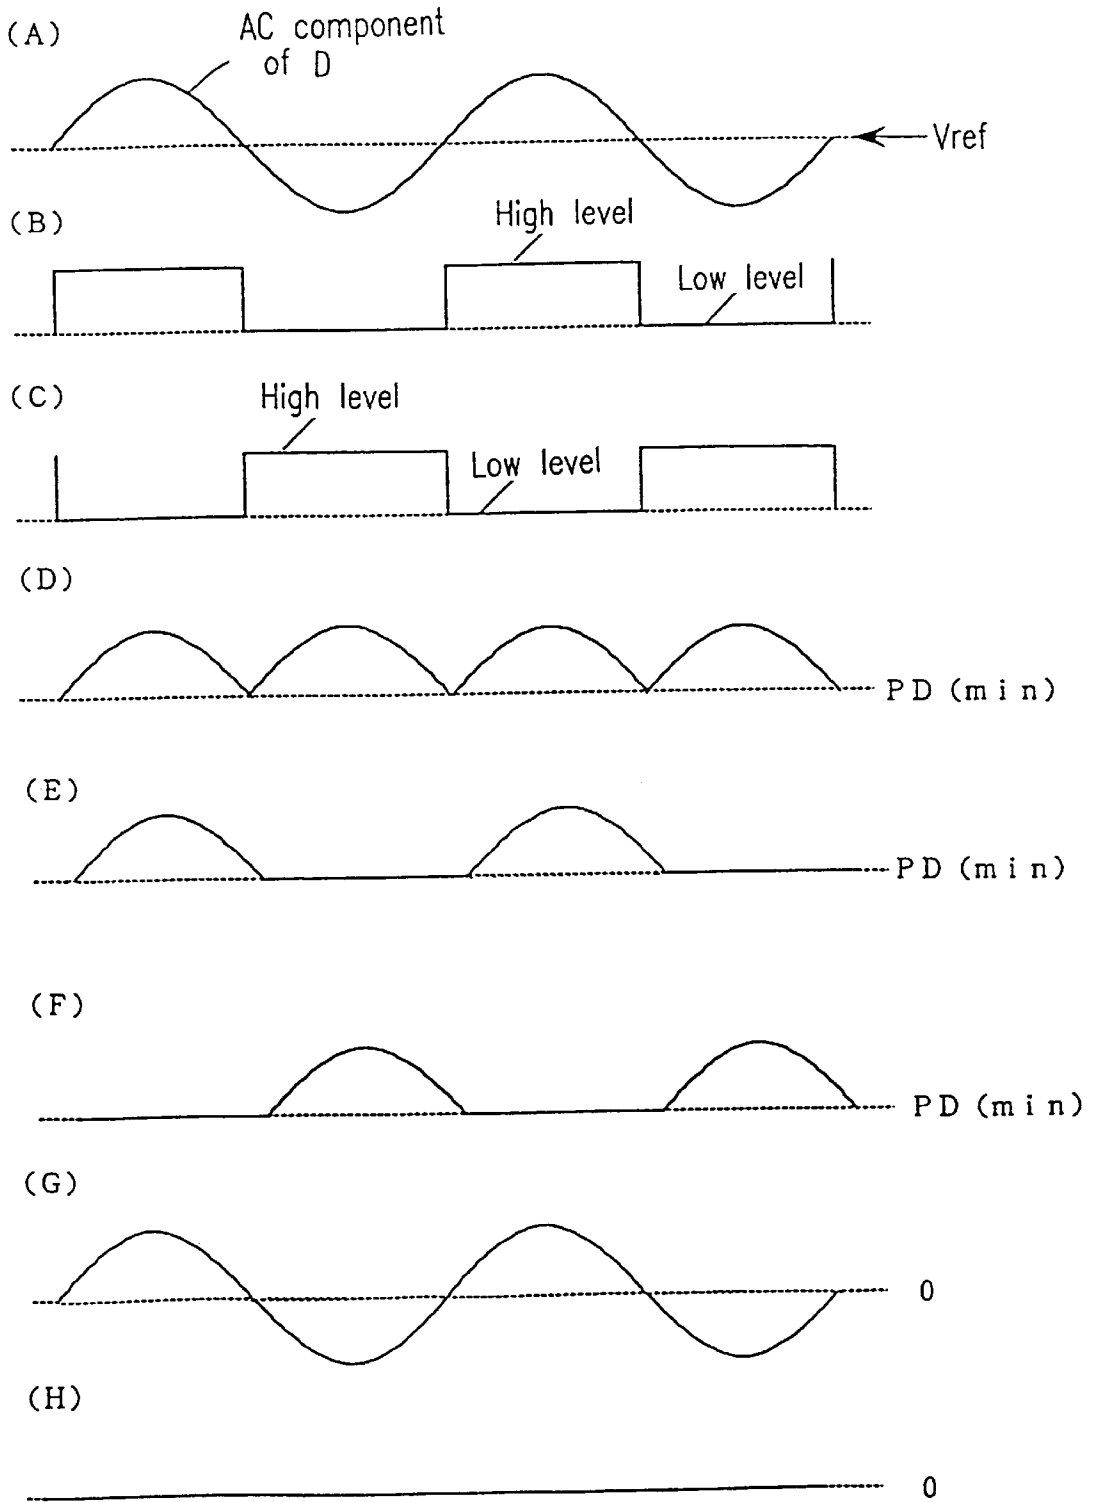 (A)
AC component
of D
Vref
(B)
High level
Low level
(C)
High level
Low level
(D)
PD (min)
(E)
PD (min)
(F)
PD (min)
(G)
0
(H)
0